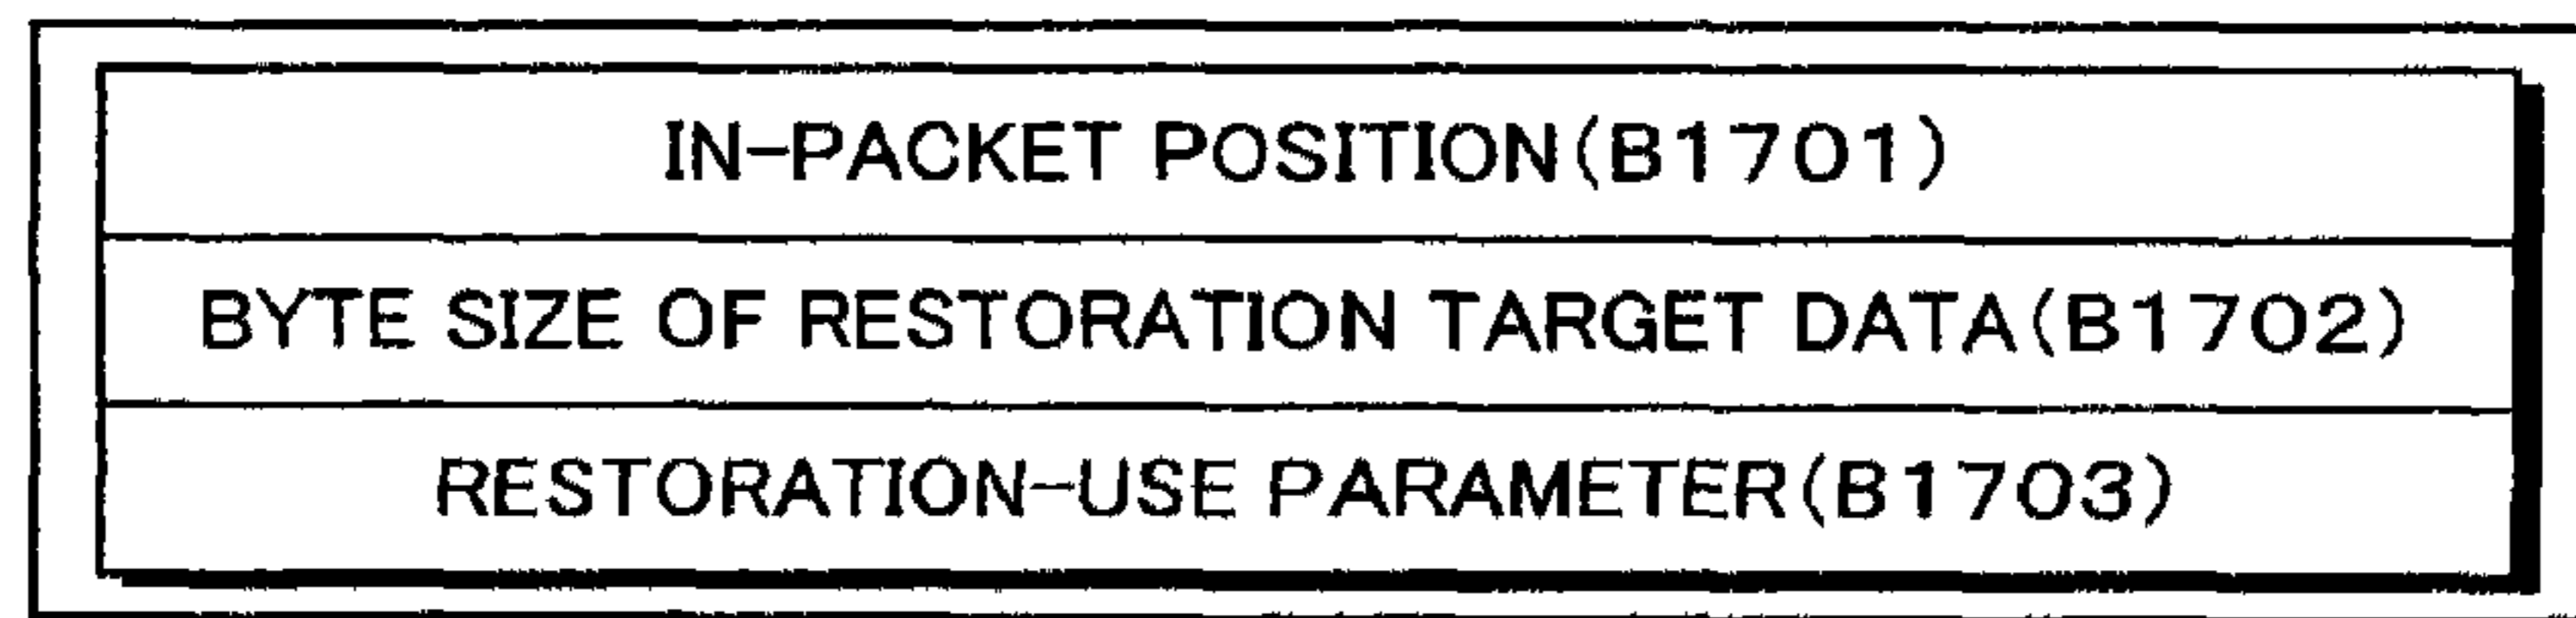 IN-PACKET POSITION(B1701)
BYTE SIZE OF RESTORATION TARGET DATA(B1702)
RESTORATION-USE PARAMETER(B1703)